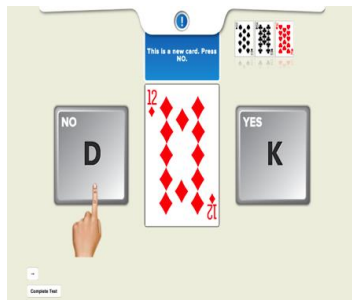 !
This is a new card. Press
NO.
NO
D
12
YES
K
12
→
Complete Test